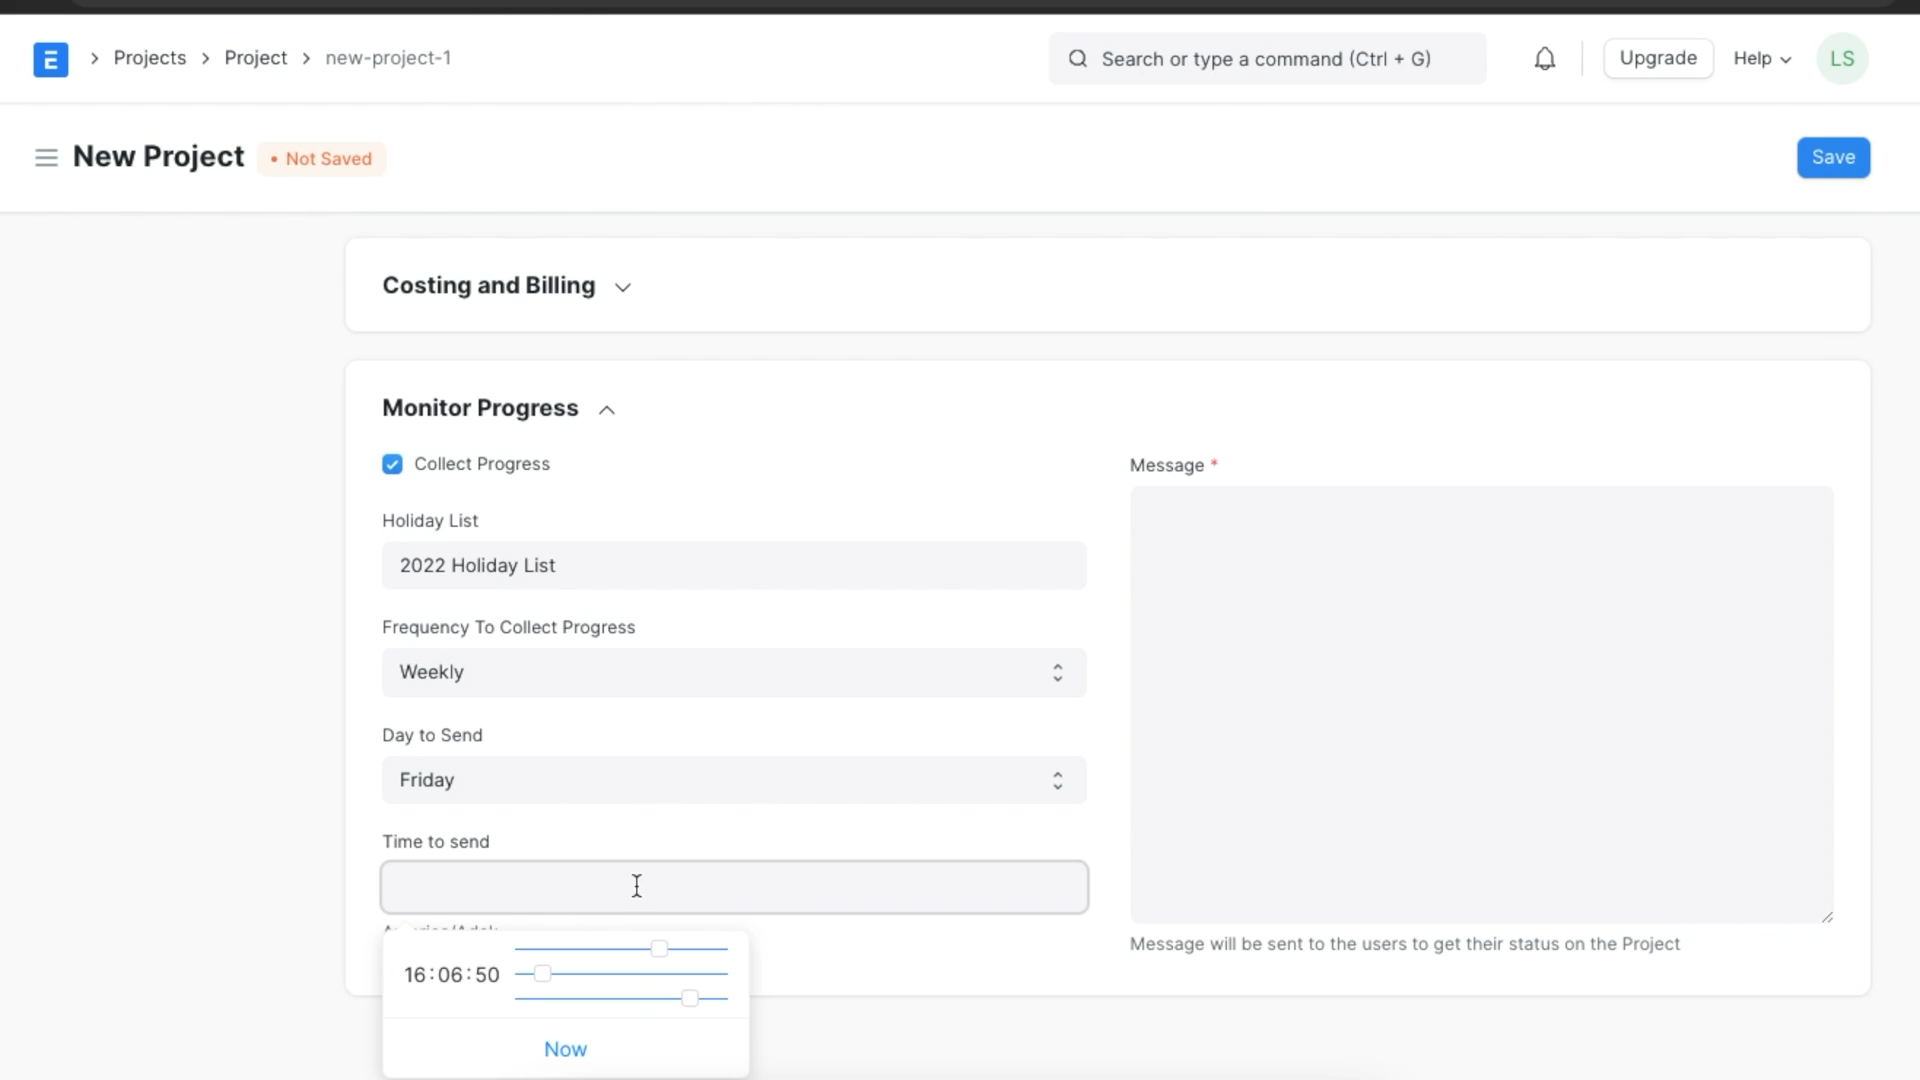 E
Projects
Project
new-project-1
Search or type a command (Ctrl + G)
Upgrade
Help
LS
New Project
• Not Saved
Save
Costing and Billing
Monitor Progress
Collect Progress
Holiday List
2022 Holiday List
Frequency To Collect Progress
Weekly
Day to Send
Friday
Time to send
16:06:50
Now
Message *
Message will be sent to the users to get their status on the Project